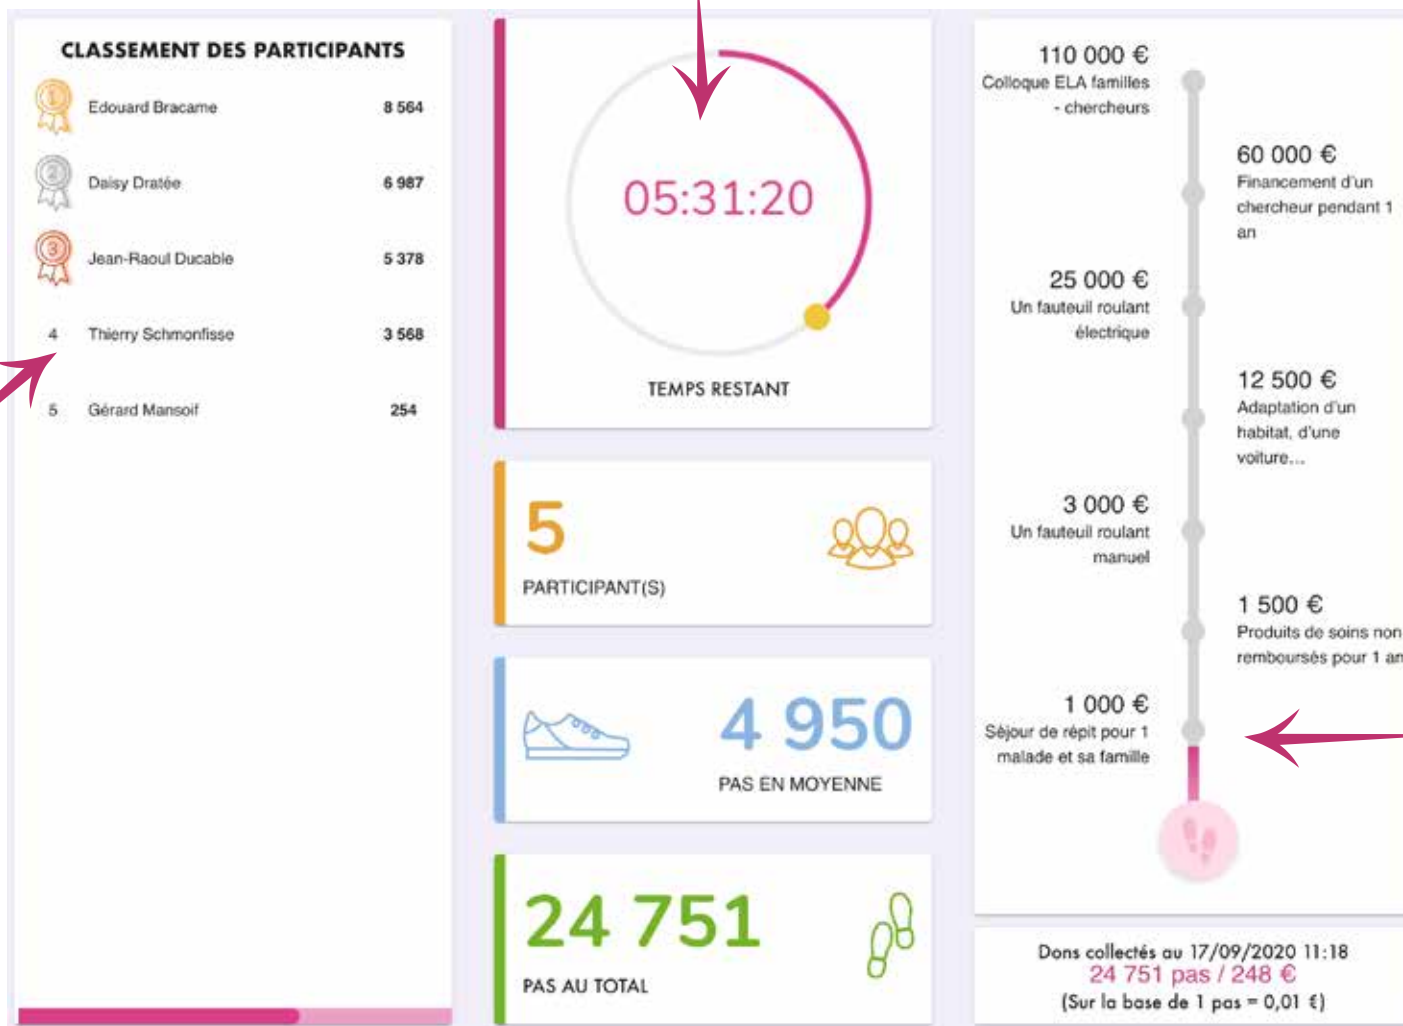 CLASSEMENT DES PARTICIPANTS
1 Edouard Bracame 8 564
2 Daisy Dratée 6 987
3 Jean-Raoul Ducable 5 378
4 Thierry Schmonfisse 3 568
5 Gérard Mansoif 254
05:31:20
TEMPS RESTANT
5
PARTICIPANT(S)
4 950
PAS EN MOYENNE
24 751
PAS AU TOTAL
110 000 €
Colloque ELA familles
- chercheurs
60 000 €
Financement d'un
chercheur pendant 1
an
25 000 €
Un fauteuil roulant
électrique
12 500 €
Adaptation d'un
habitat, d'une
voiture...
3 000 €
Un fauteuil roulant
manuel
1 500 €
Produits de soins non
remboursés pour 1 an
1 000 €
Séjour de répit pour 1
malade et sa famille
Dons collectés au 17/09/2020 11:18
24 751 pas / 248 €
(Sur la base de 1 pas = 0,01 €)